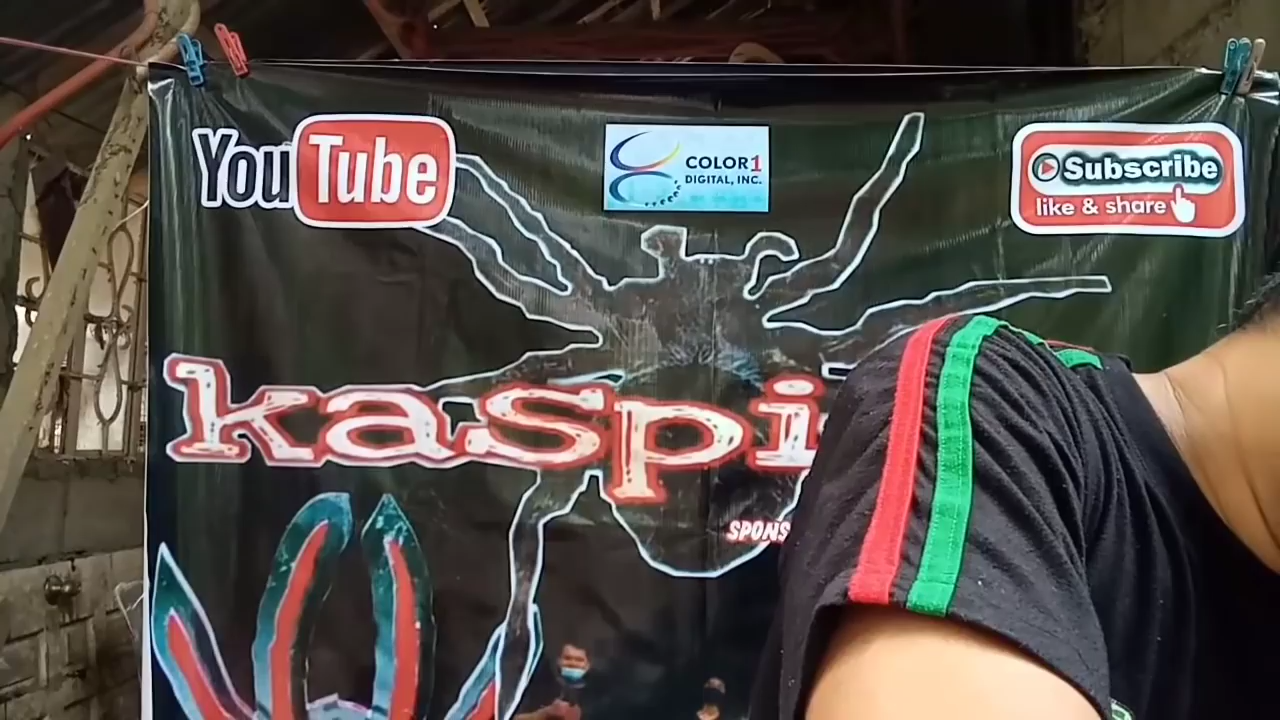 YouTube
COLOR1
DIGITAL, INC.
Subscribe
like & share
kaspi
SPONS